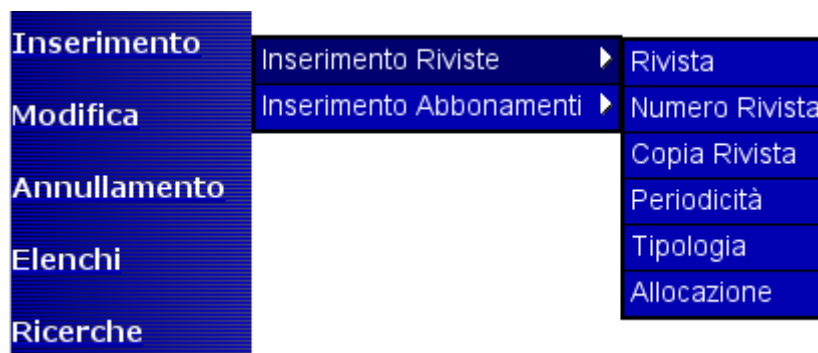 Inserimento
Modifica
Annullamento
Elenchi
Ricerche
Inserimento Riviste
Inserimento Abbonamenti
Rivista
Numero Rivista
Copia Rivista
Periodicità
Tipologia
Allocazione